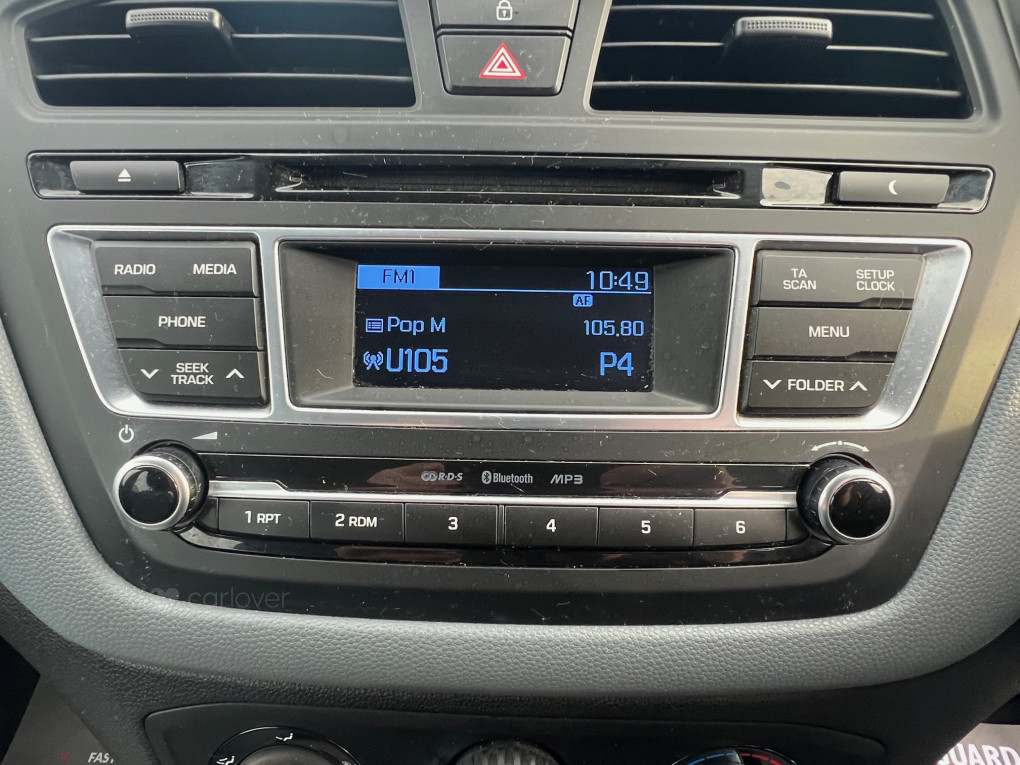 RADIO MEDIA
PHONE
SEEK
TRACK
FM1 10:49
AF
Pop M 105.80
U105 P4
TA
SCAN
SETUP
CLOCK
MENU
FOLDER
R·D·S Bluetooth MP3
1 RPT 2 RDM 3 4 5 6
carlover